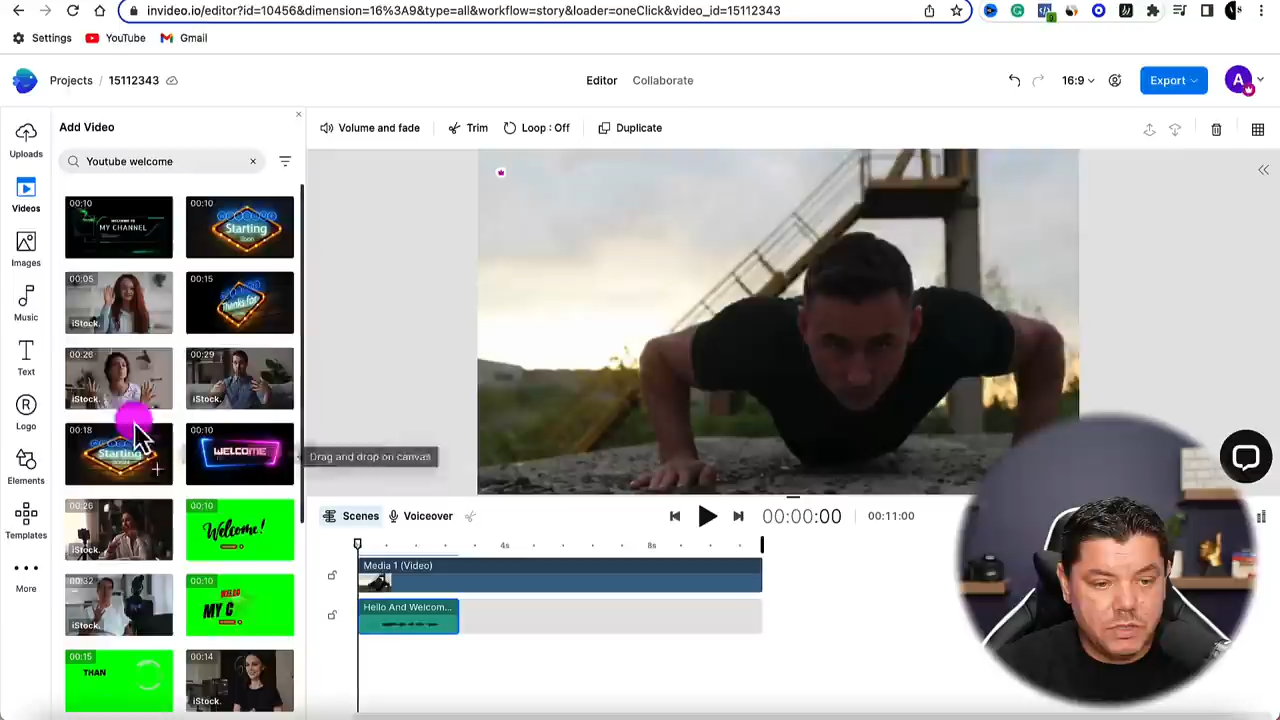 invideo.io/editor?id=10456&dimension=16%3A9&type=all&workflow=story&loader=oneClick&video_id=15112343
Settings
YouTube
Gmail
Projects
15112343
Editor
Collaborate
16:9
Export
A
Add Video
Volume and fade
Trim
Loop : Off
Duplicate
Uploads
Videos
Images
Music
Text
Logo
Elements
Templates
More
Youtube welcome
00:10
MY CHANNEL
00:10
Starting
Soon
00:05
iStock.
00:15
Thanks for
00:26
iStock.
00:29
iStock.
00:18
Starting
00:10
WELCOME
Drag and drop on canvas
00:26
iStock.
00:10
Welcome!
00:32
iStock.
00:10
HELLO
MY C
00:15
THAN
00:14
iStock.
Scenes
Voiceover
00:00:00
00:11:00
4s
8s
Media 1 (Video)
Hello And Welcom...